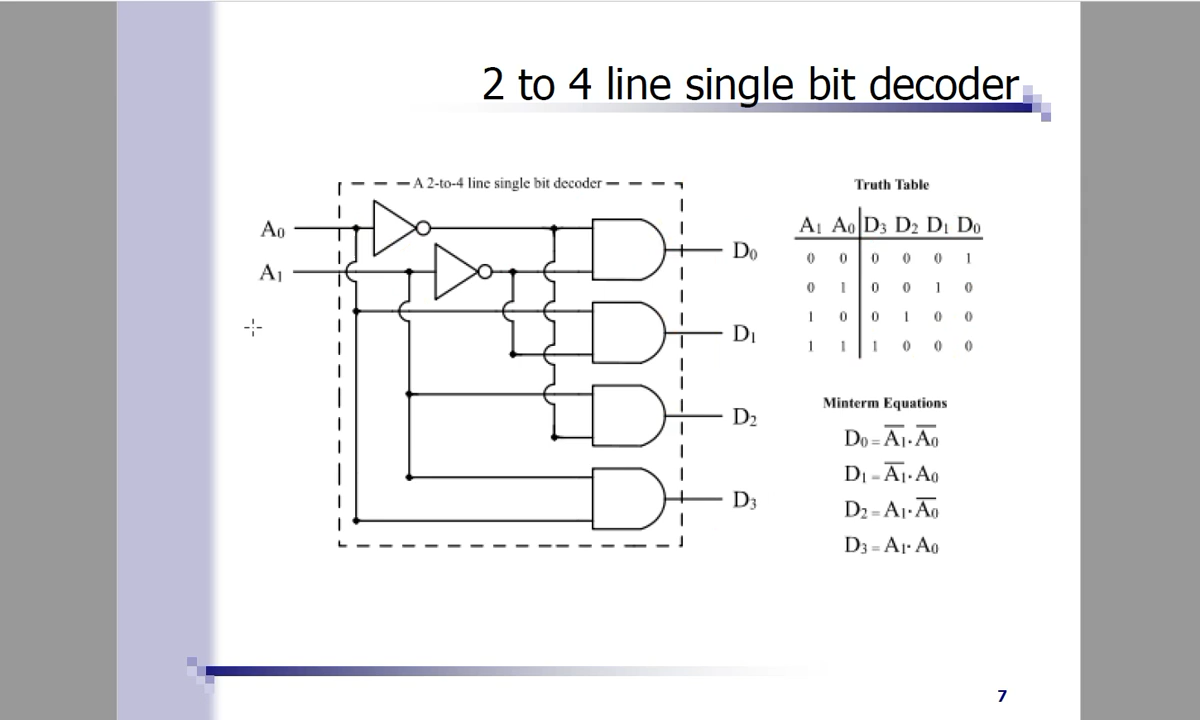 2 to 4 line single bit decoder
A 2-to-4 line single bit decoder
A₀
A₁
D₀
D₁
D₂
D₃
Truth Table
A₁ A₀ D₃ D₂ D₁ D₀
0 0 0 0 0 1
0 1 0 0 1 0
1 0 0 1 0 0
1 1 1 0 0 0
Minterm Equations
D₀ = A̅₁· A̅₀
D₁ = A̅₁· A₀
D₂ = A₁· A̅₀
D₃ = A₁· A₀
7